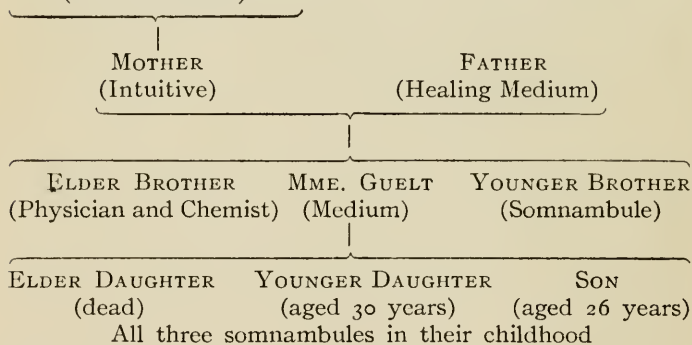 MOTHER FATHER
(Intuitive) (Healing Medium)
ELDER BROTHER MME. GUELT YOUNGER BROTHER
(Physician and Chemist) (Medium) (Somnambule)
ELDER DAUGHTER YOUNGER DAUGHTER SON
(dead) (aged 30 years) (aged 26 years)
All three somnambules in their childhood